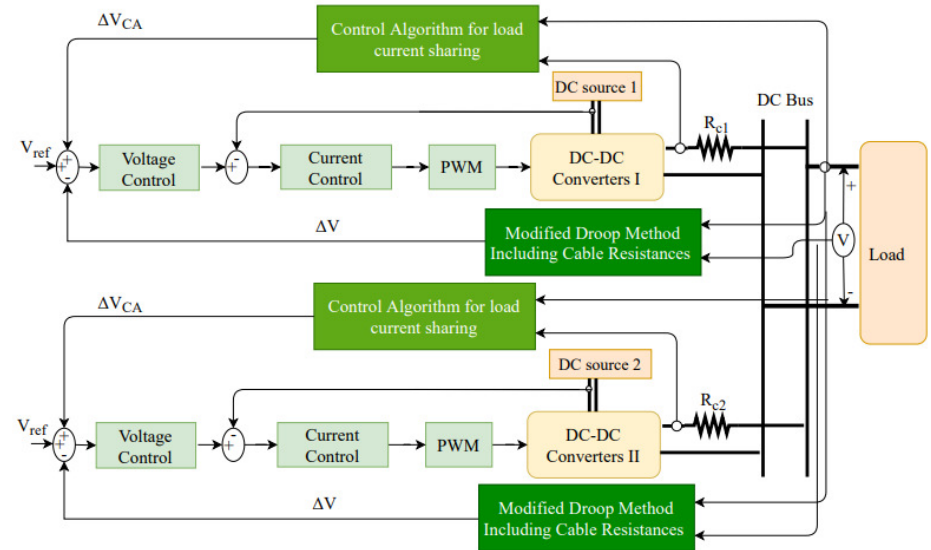 ΔV_CA
Control Algorithm for load
current sharing
DC source 1
DC Bus
R_c1
V_ref
+
+
-
Voltage
Control
-
+
Current
Control
PWM
DC-DC
Converters I
+
V
-
Load
ΔV
Modified Droop Method
Including Cable Resistances
ΔV_CA
Control Algorithm for load
current sharing
DC source 2
R_c2
V_ref
+
+
-
Voltage
Control
-
+
Current
Control
PWM
DC-DC
Converters II
ΔV
Modified Droop Method
Including Cable Resistances